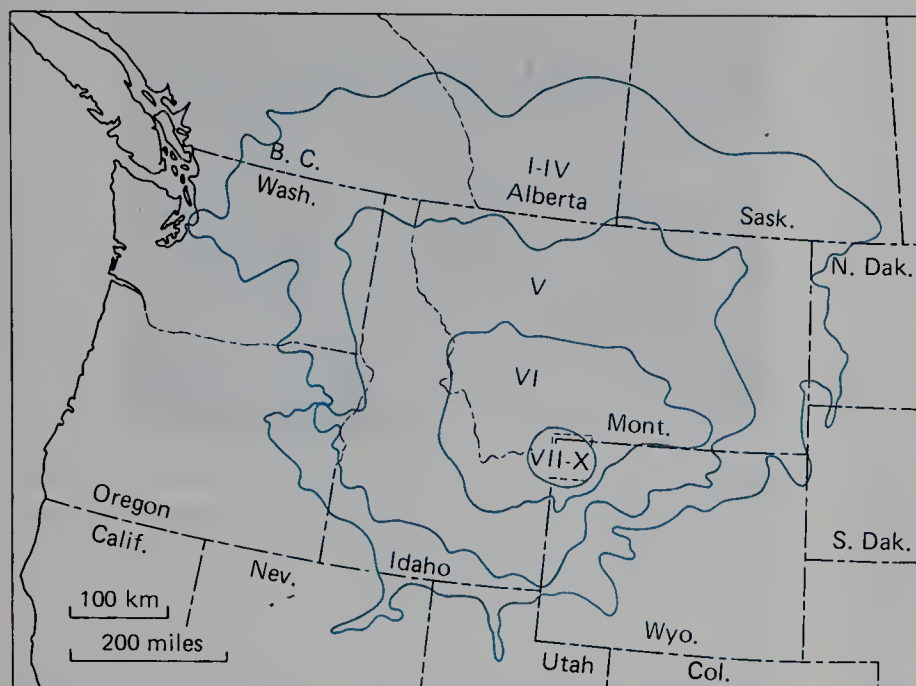 B. C.
Wash.
I-IV
Alberta
Sask.
N. Dak.
V
VI
Mont.
VII-X
Oregon
Calif.
Nev.
Idaho
S. Dak.
100 km
200 miles
Wyo.
Utah
Col.